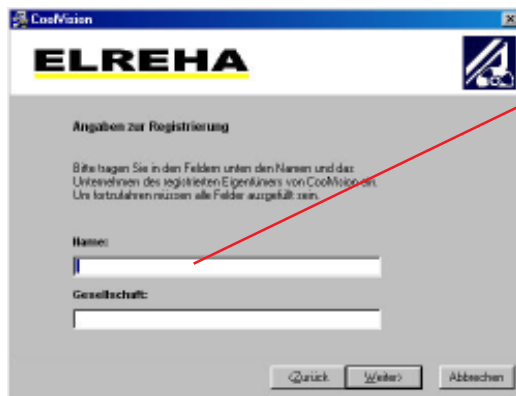 CoolVision
ELREHA
Angaben zur Registrierung
Bitte tragen Sie in den Feldern unten den Namen und das
Unternehmen des registrierten Eigentümers von CoolVision ein.
Um fortzufahren müssen alle Felder ausgefüllt sein.
Name:
Gesellschaft:
<Zurück Weiter> Abbrechen